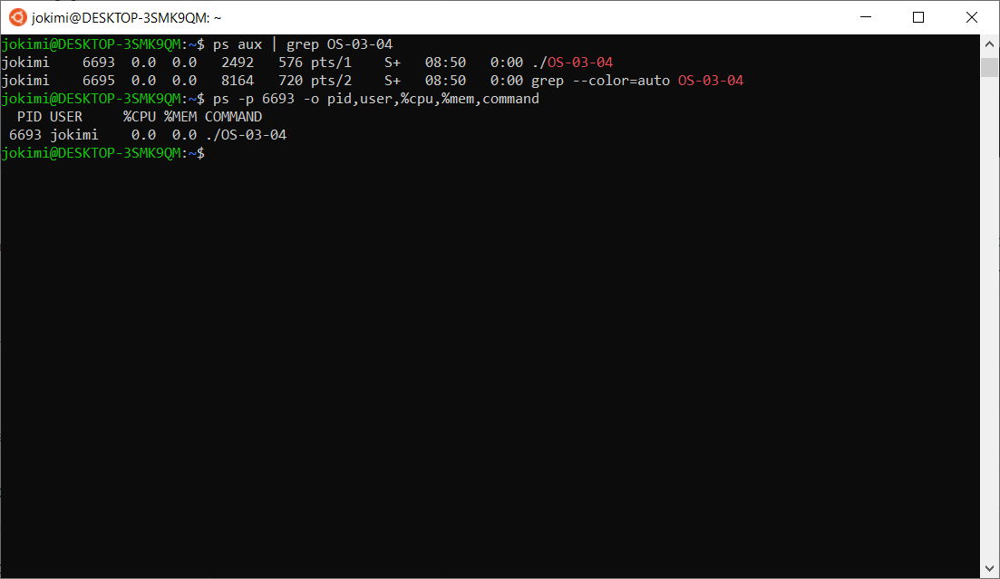 jokimi@DESKTOP-3SMK9QM: ~
jokimi@DESKTOP-3SMK9QM:~$ ps aux | grep OS-03-04
jokimi    6693  0.0  0.0   2492   576 pts/1    S+   08:50   0:00 ./OS-03-04
jokimi    6695  0.0  0.0   8164   720 pts/2    S+   08:50   0:00 grep --color=auto OS-03-04
jokimi@DESKTOP-3SMK9QM:~$ ps -p 6693 -o pid,user,%cpu,%mem,command
  PID USER     %CPU %MEM COMMAND
 6693 jokimi    0.0  0.0 ./OS-03-04
jokimi@DESKTOP-3SMK9QM:~$